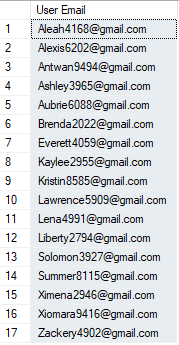 User Email
1 Aleah4168@gmail.com
2 Alexis6202@gmail.com
3 Antwan9494@gmail.com
4 Ashley3965@gmail.com
5 Aubrie6088@gmail.com
6 Brenda2022@gmail.com
7 Everett4059@gmail.com
8 Kaylee2955@gmail.com
9 Kristin8585@gmail.com
10 Lawrence5909@gmail.com
11 Lena4991@gmail.com
12 Liberty2794@gmail.com
13 Solomon3927@gmail.com
14 Summer8115@gmail.com
15 Ximena2946@gmail.com
16 Xiomara9416@gmail.com
17 Zackery4902@gmail.com